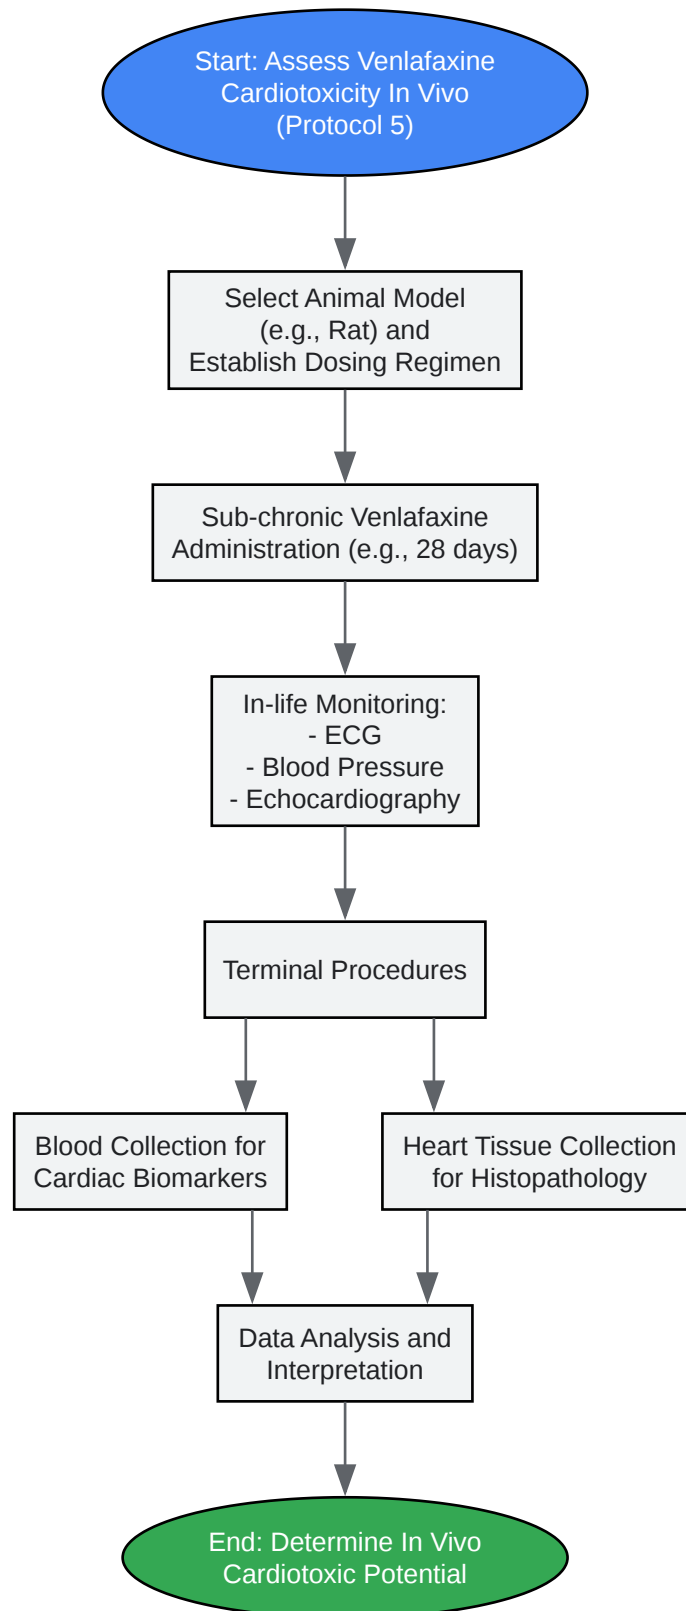 Start: Assess Venlafaxine
Cardiotoxicity In Vivo
(Protocol 5)
Select Animal Model
(e.g., Rat) and
Establish Dosing Regimen
Sub-chronic Venlafaxine
Administration (e.g., 28 days)
In-life Monitoring:
- ECG
- Blood Pressure
- Echocardiography
Terminal Procedures
Blood Collection for
Cardiac Biomarkers
Heart Tissue Collection
for Histopathology
Data Analysis and
Interpretation
End: Determine In Vivo
Cardiotoxic Potential